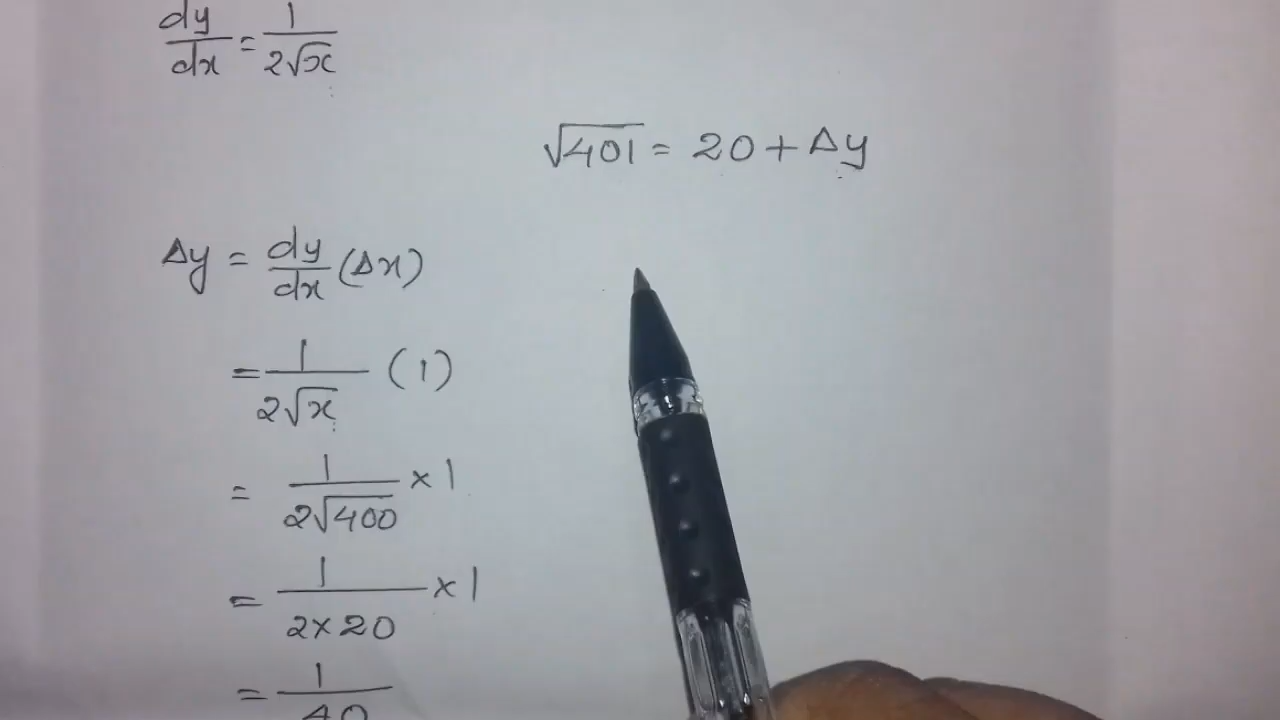 dy/dx = 1/2√x
√401 = 20 + Δy
Δy = dy/dx (Δx)
= 1/2√x (1)
= 1/2√400 × 1
= 1/2×20 × 1
= 1/40